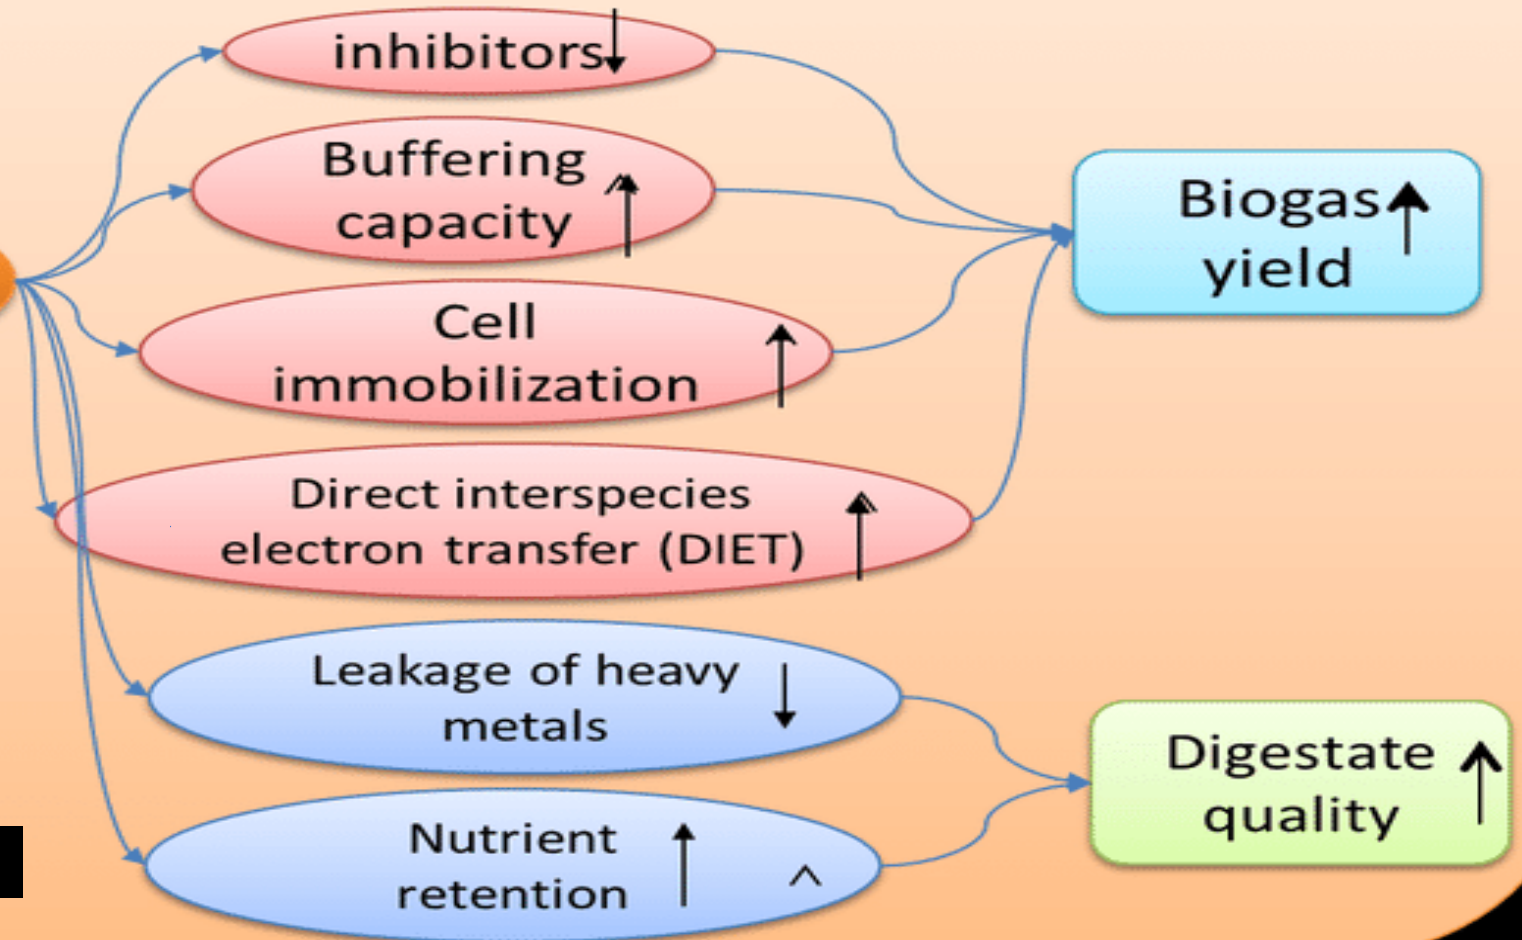 inhibitors↓
Buffering
capacity ↑
Cell
immobilization ↑
Direct interspecies
electron transfer (DIET) ↑
Leakage of heavy
metals ↓
Nutrient
retention ↑ ^
Biogas ↑
yield
Digestate ↑
quality